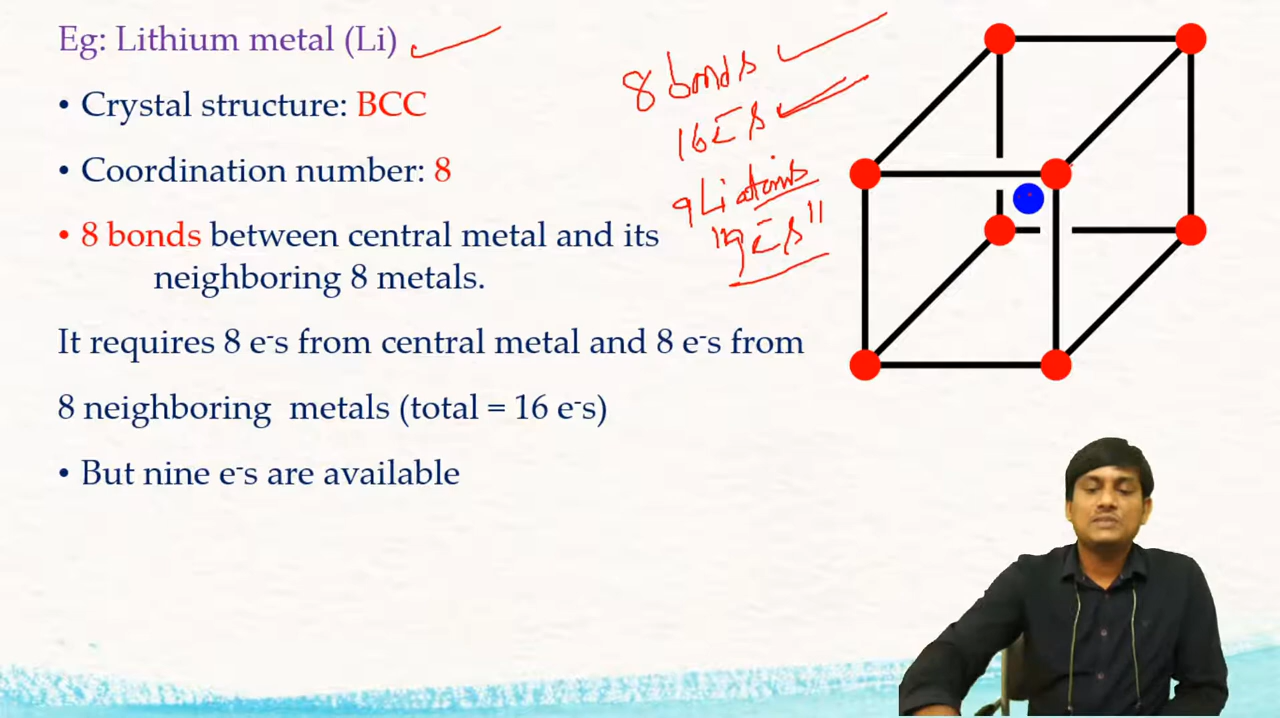 Eg: Lithium metal (Li)
• Crystal structure: BCC
• Coordination number: 8
• 8 bonds between central metal and its
neighboring 8 metals.
It requires 8 e⁻s from central metal and 8 e⁻s from
8 neighboring metals (total = 16 e⁻s)
• But nine e⁻s are available
8 bonds
16 e⁻s
9 Li atoms
"9 e⁻s"